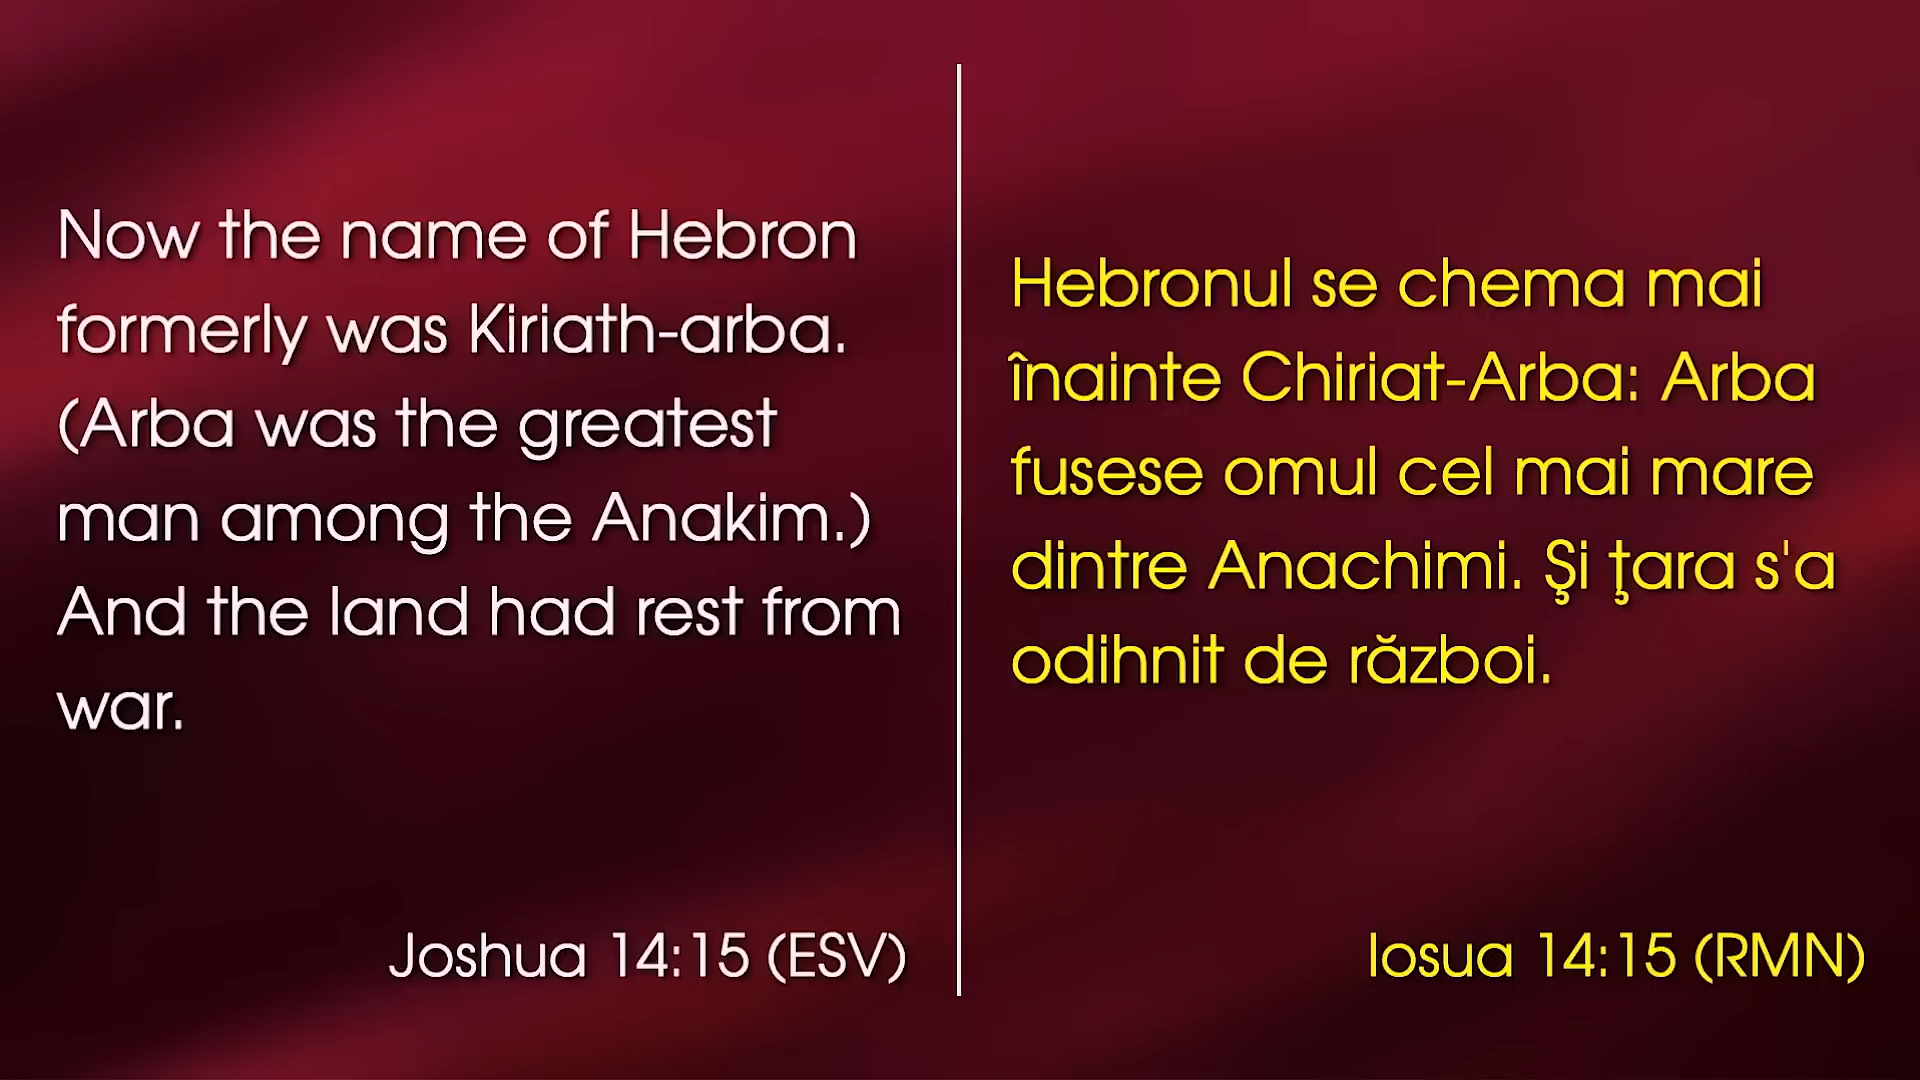 Now the name of Hebron
formerly was Kiriath-arba.
(Arba was the greatest
man among the Anakim.)
And the land had rest from
war.
Joshua 14:15 (ESV)
Hebronul se chema mai
înainte Chiriat-Arba: Arba
fusese omul cel mai mare
dintre Anachimi. Şi ţara s'a
odihnit de război.
Iosua 14:15 (RMN)